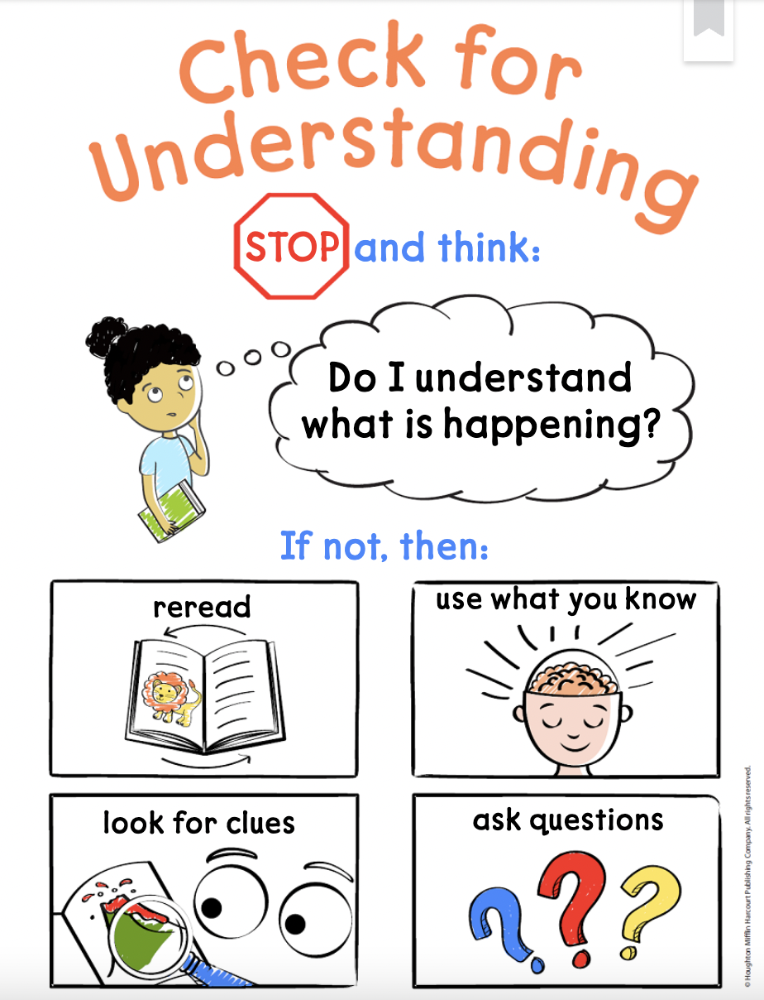 Check for
Understanding
STOP and think:
Do I understand
what is happening?
If not, then:
reread
use what you know
look for clues
ask questions
© Houghton Mifflin Harcourt Publishing Company. All rights reserved.